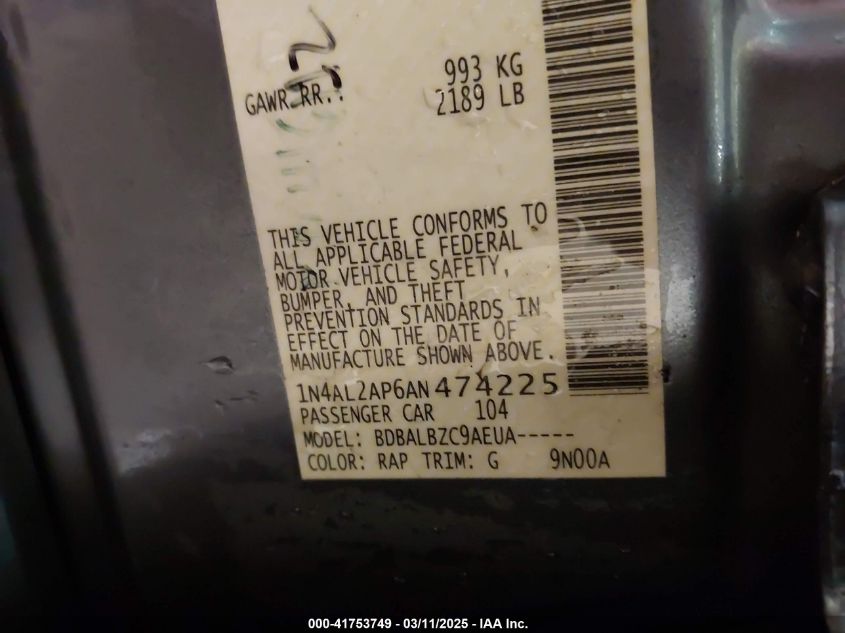 993 KG
GAWR RR.: 2189 LB
THIS VEHICLE CONFORMS TO
ALL APPLICABLE FEDERAL
MOTOR VEHICLE SAFETY,
BUMPER, AND THEFT
PREVENTION STANDARDS IN
EFFECT ON THE DATE OF
MANUFACTURE SHOWN ABOVE.
1N4AL2AP6AN474225
PASSENGER CAR 104
MODEL: BDBALBZC9AEUA-----
COLOR: RAP TRIM: G 9N00A
000-41753749 - 03/11/2025 - IAA Inc.